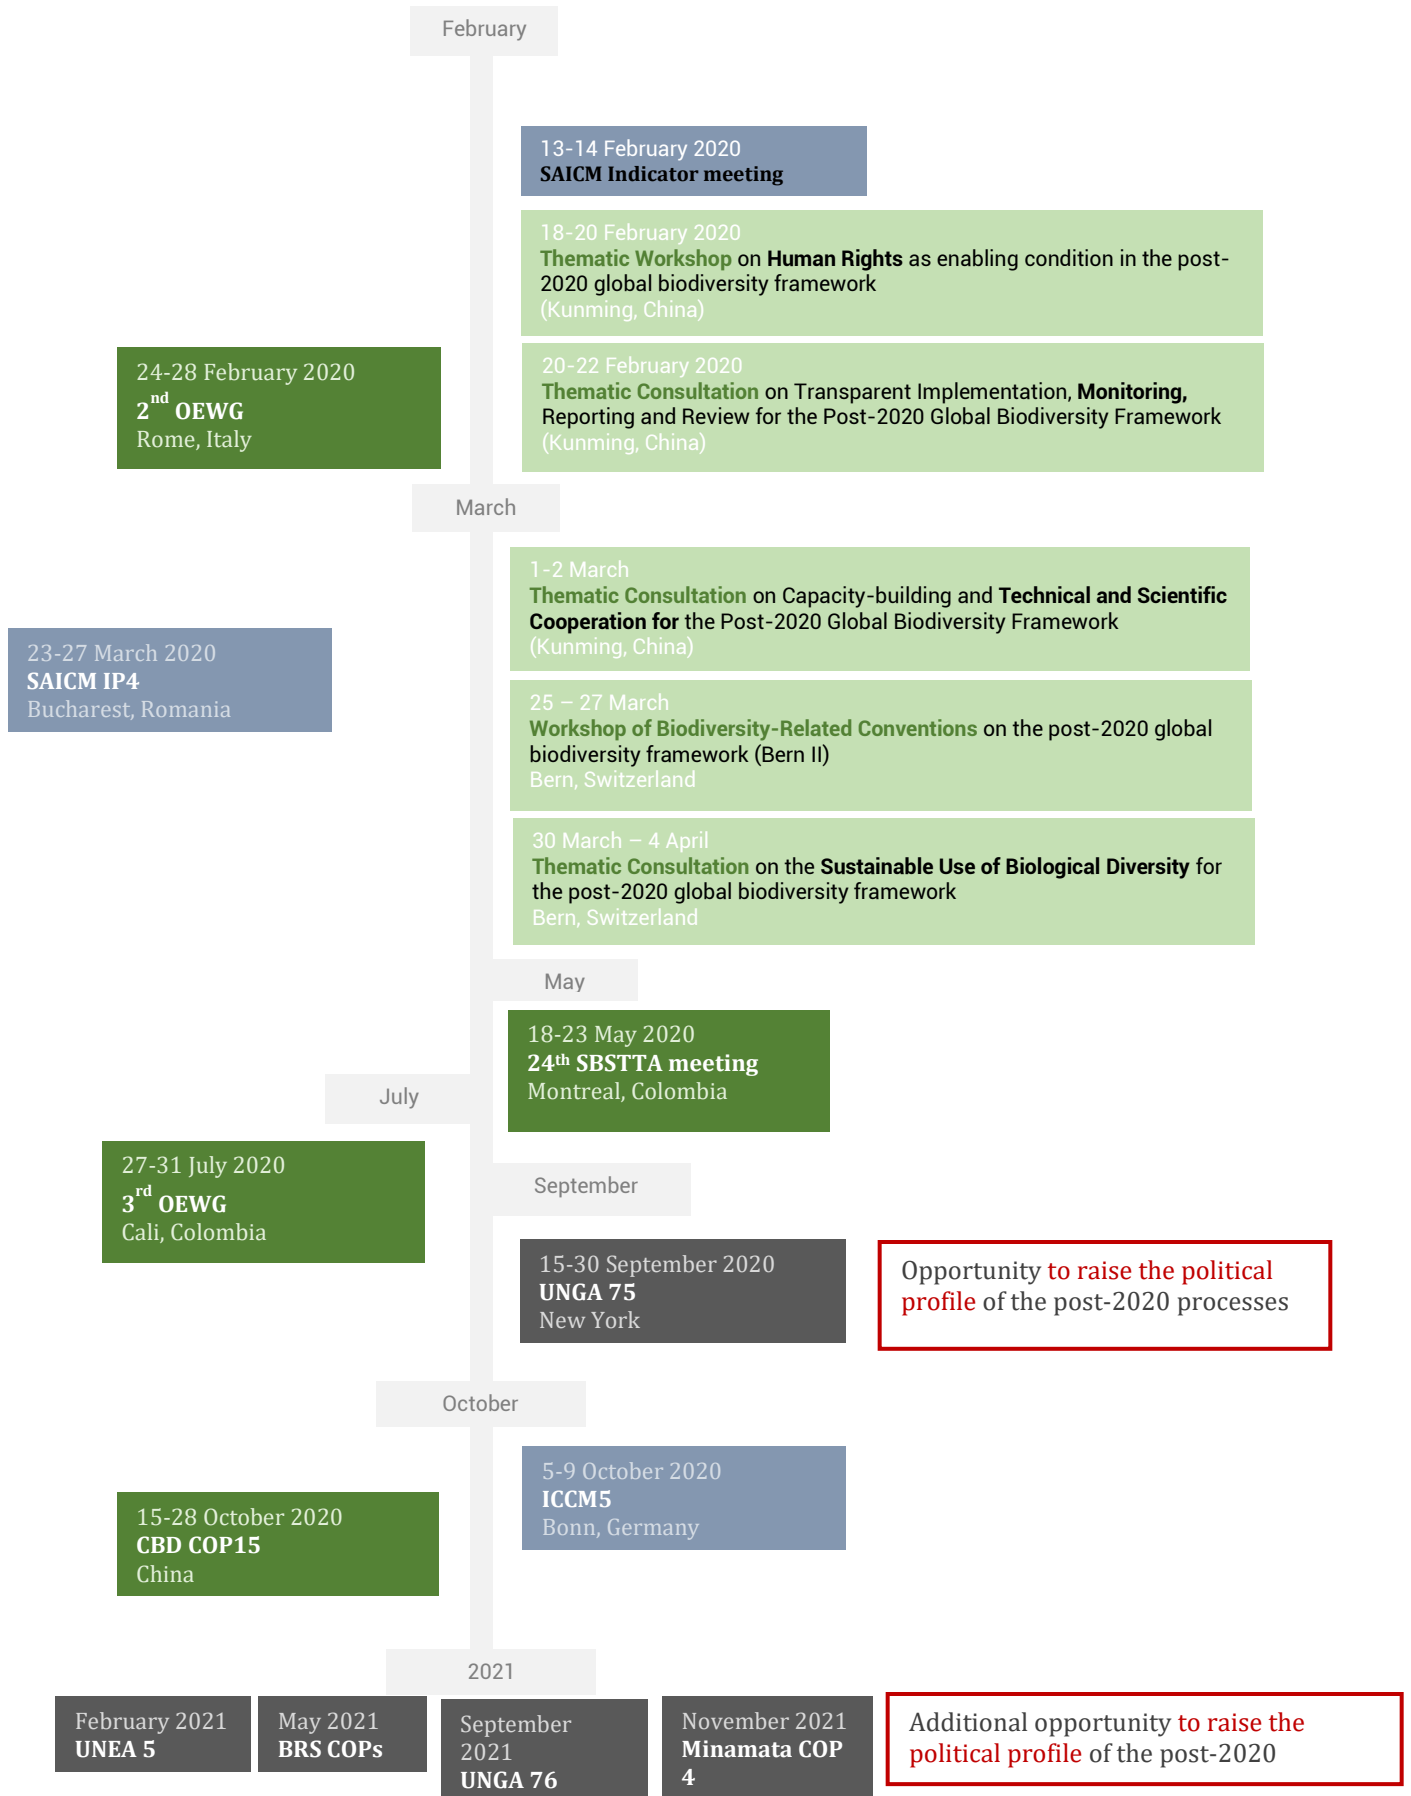 February
13-14 February 2020
SAICM Indicator meeting
18-20 February 2020
Thematic Workshop on Human Rights as enabling condition in the post-
2020 global biodiversity framework
(Kunming, China)
24-28 February 2020
2nd OEWG
Rome, Italy
20-22 February 2020
Thematic Consultation on Transparent Implementation, Monitoring,
Reporting and Review for the Post-2020 Global Biodiversity Framework
(Kunming, China)
March
1-2 March
Thematic Consultation on Capacity-building and Technical and Scientific
Cooperation for the Post-2020 Global Biodiversity Framework
(Kunming, China)
23-27 March 2020
SAICM IP4
Bucharest, Romania
25 – 27 March
Workshop of Biodiversity-Related Conventions on the post-2020 global
biodiversity framework (Bern II)
Bern, Switzerland
30 March – 4 April
Thematic Consultation on the Sustainable Use of Biological Diversity for
the post-2020 global biodiversity framework
Bern, Switzerland
May
18-23 May 2020
24th SBSTTA meeting
Montreal, Colombia
July
27-31 July 2020
3rd OEWG
Cali, Colombia
September
15-30 September 2020
UNGA 75
New York
Opportunity to raise the political
profile of the post-2020 processes
October
5-9 October 2020
ICCM5
Bonn, Germany
15-28 October 2020
CBD COP15
China
2021
February 2021
UNEA 5
May 2021
BRS COPs
September
2021
UNGA 76
November 2021
Minamata COP
4
Additional opportunity to raise the
political profile of the post-2020